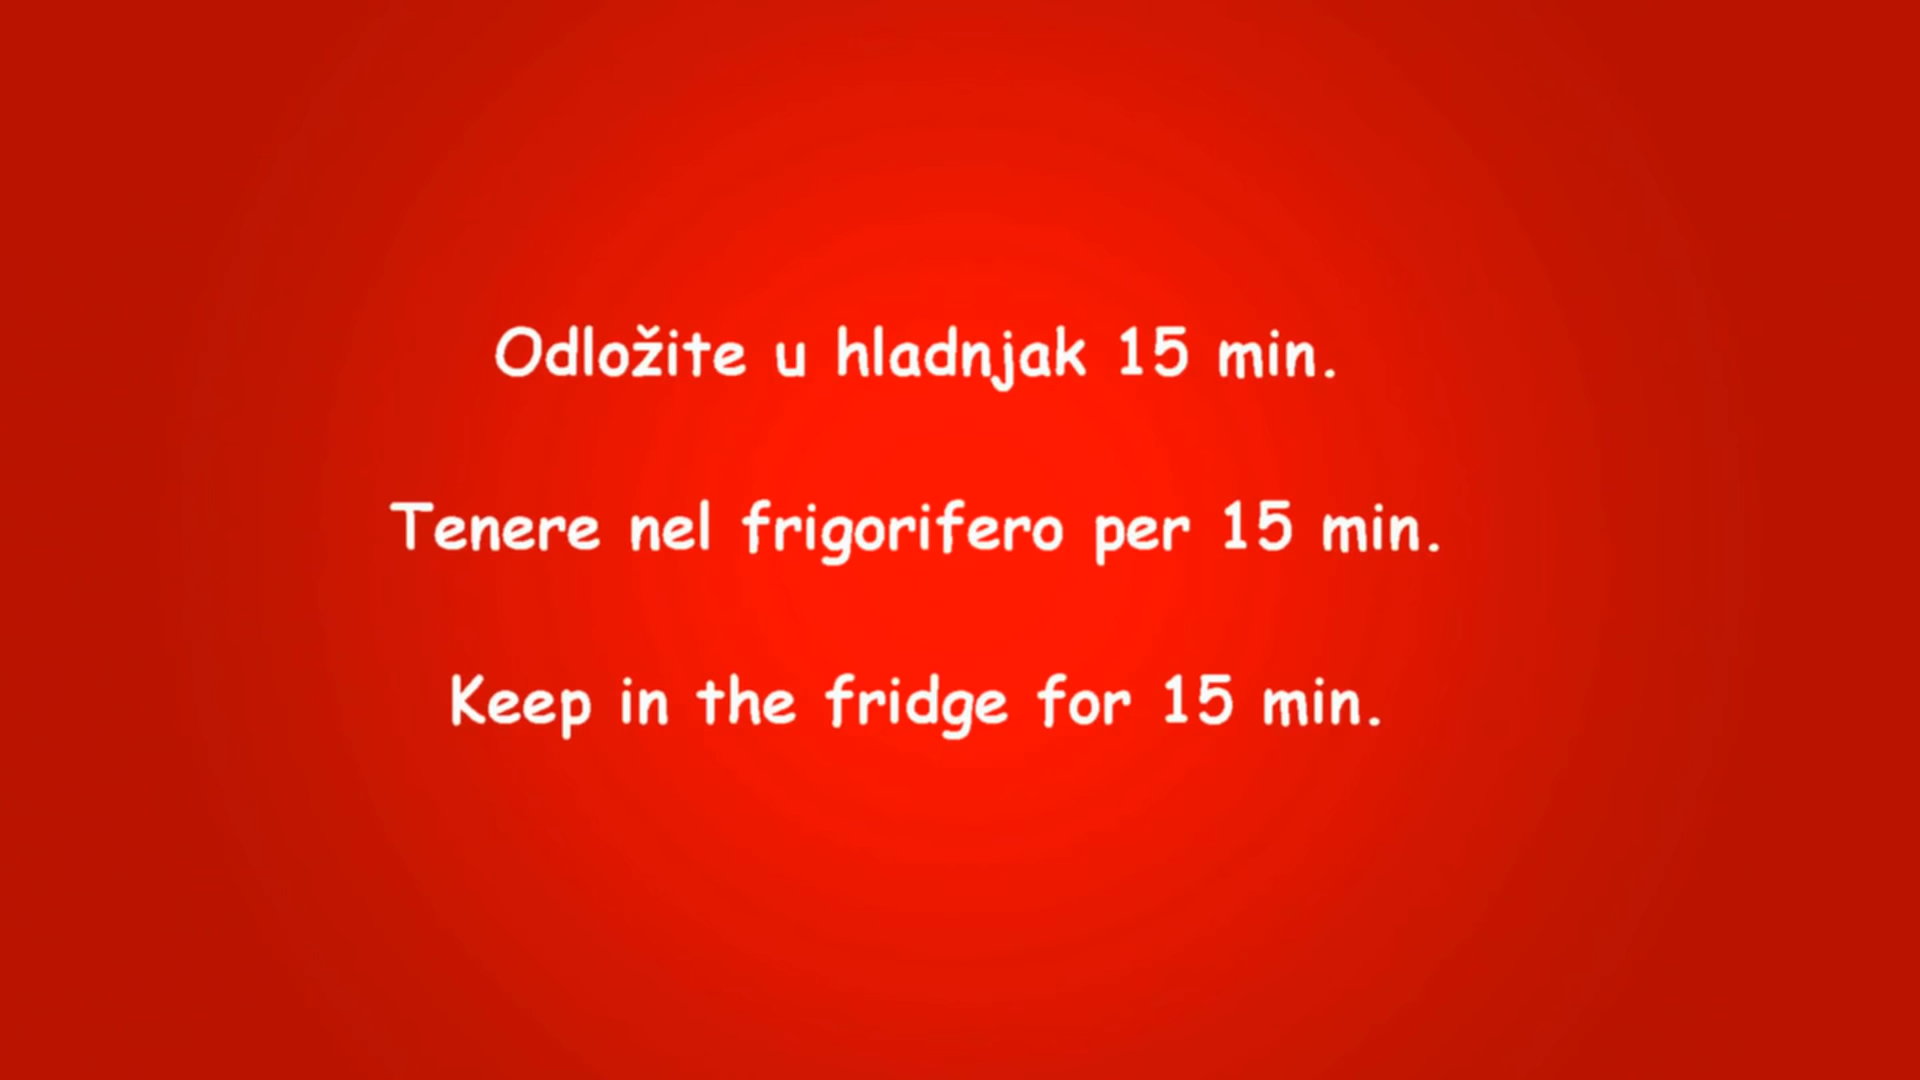 Odložite u hladnjak 15 min.
Tenere nel frigorifero per 15 min.
Keep in the fridge for 15 min.